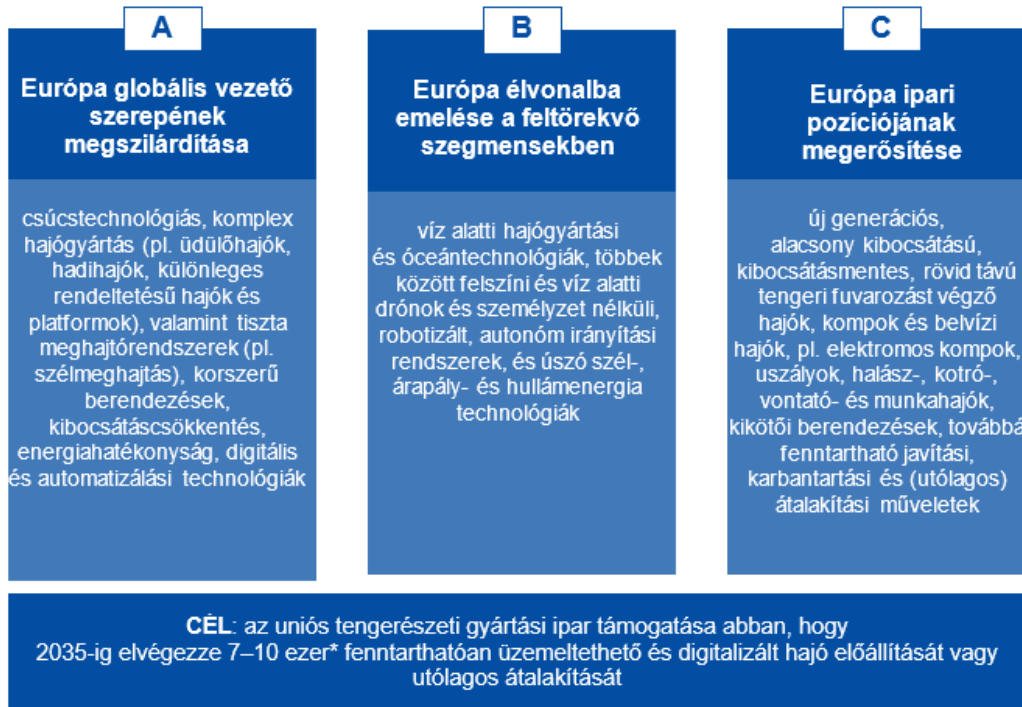 A
Európa globális vezető
szerepének
megszilárdítása
csúcstechnológiás, komplex
hajógyártás (pl. üdülőhajók,
hadihajók, különleges
rendeltetésű hajók és
platformok), valamint tiszta
meghajtórendszerek (pl.
szélmeghajtás), korszerű
berendezések,
kibocsátáscsökkentés,
energiahatékonyság, digitális
és automatizálási technológiák
B
Európa élvonalba
emelése a feltörekvő
szegmensekben
víz alatti hajógyártási
és óceántechnológiák, többek
között felszíni és víz alatti
drónok és személyzet nélküli,
robotizált, autonóm irányítási
rendszerek, és úszó szél-,
árapály- és hullámenergia
technológiák
C
Európa ipari
pozíciójának
megerősítése
új generációs,
alacsony kibocsátású,
kibocsátásmentes, rövid távú
tengeri fuvarozást végző
hajók, kompok és belvízi
hajók, pl. elektromos kompok,
uszályok, halász-, kotró-,
vontató- és munkahajók,
kikötői berendezések, továbbá
fenntartható javítási,
karbantartási és (utólagos)
átalakítási műveletek
CÉL: az uniós tengerészeti gyártási ipar támogatása abban, hogy
2035-ig elvégezze 7–10 ezer* fenntarthatóan üzemeltethető és digitalizált hajó előállítását vagy
utólagos átalakítását